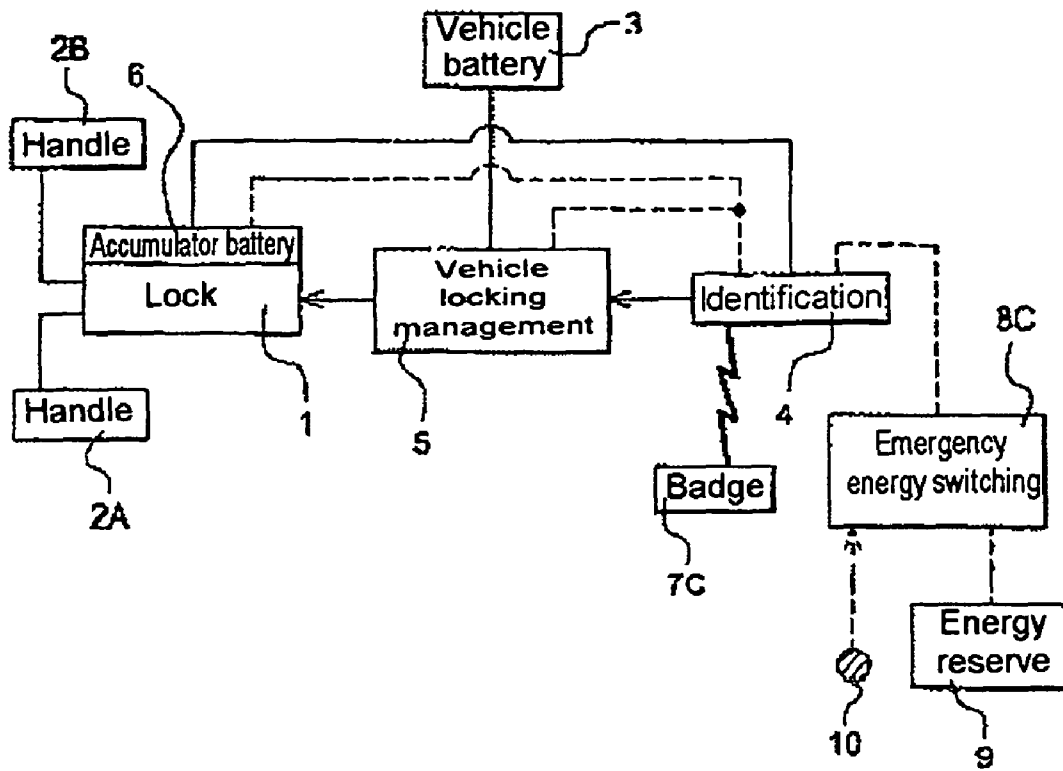 2B
6
Vehicle
battery
3
Handle
Accumulator battery
Lock
Vehicle
locking
management
Identification
8C
Handle
1
5
4
Emergency
energy switching
2A
Badge
7C
Energy
reserve
10
9